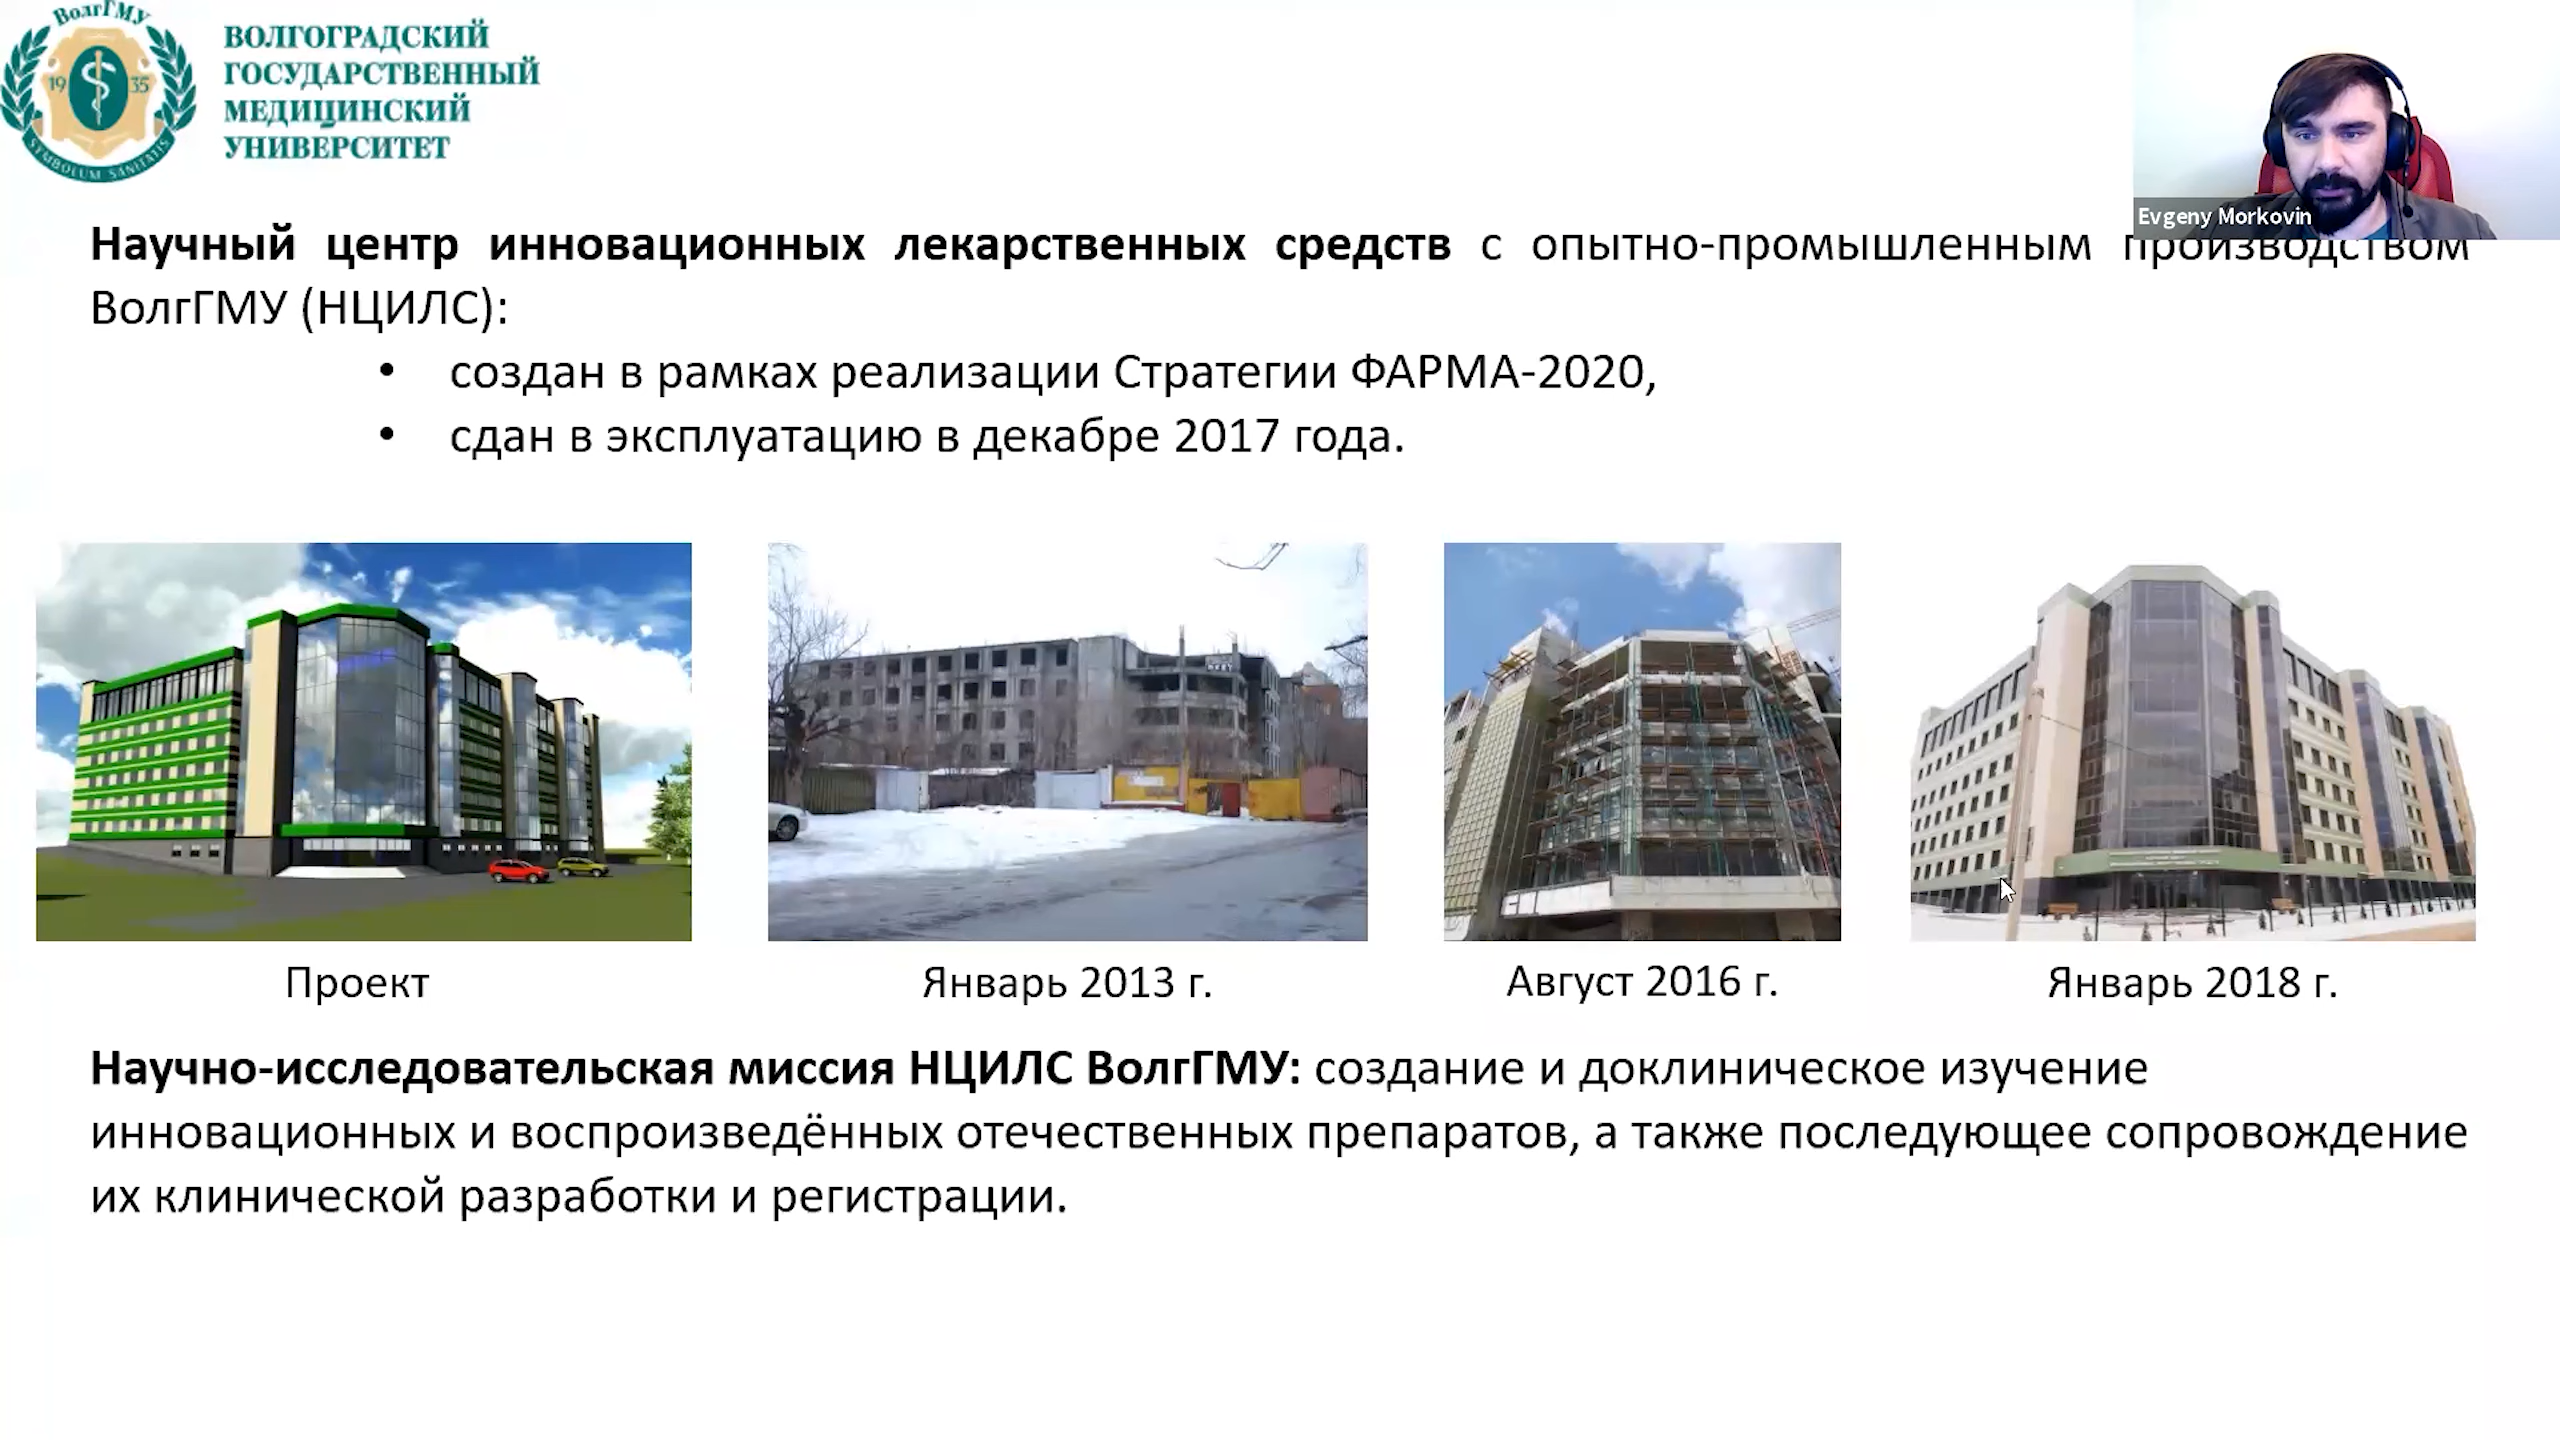 ВолгГМУ
19 35
SYMBOLUM SANITATIS
ВОЛГОГРАДСКИЙ
ГОСУДАРСТВЕННЫЙ
МЕДИЦИНСКИЙ
УНИВЕРСИТЕТ
Evgeny Morkovin
Научный центр инновационных лекарственных средств с опытно-промышленным производством
ВолгГМУ (НЦИЛС):
• создан в рамках реализации Стратегии ФАРМА-2020,
• сдан в эксплуатацию в декабре 2017 года.
Проект
Январь 2013 г.
Август 2016 г.
Январь 2018 г.
Научно-исследовательская миссия НЦИЛС ВолгГМУ: создание и доклиническое изучение
инновационных и воспроизведённых отечественных препаратов, а также последующее сопровождение
их клинической разработки и регистрации.